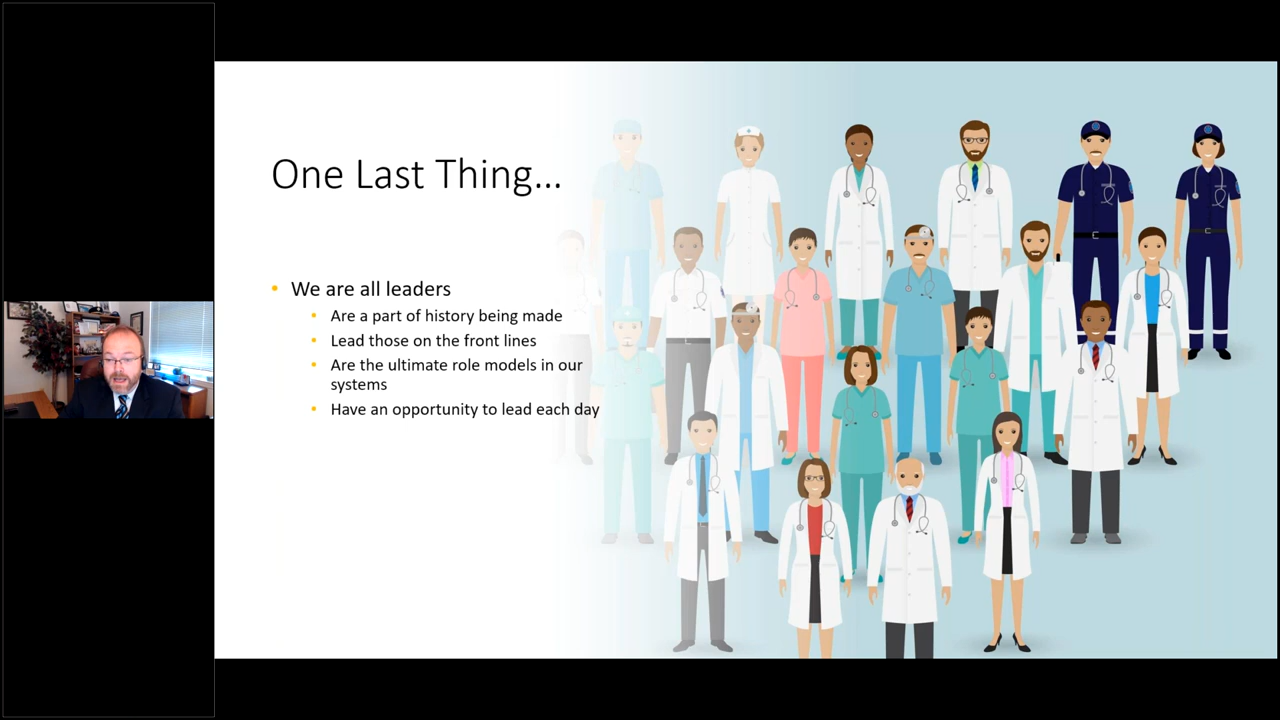 One Last Thing...
We are all leaders
Are a part of history being made
Lead those on the front lines
Are the ultimate role models in our
systems
Have an opportunity to lead each day